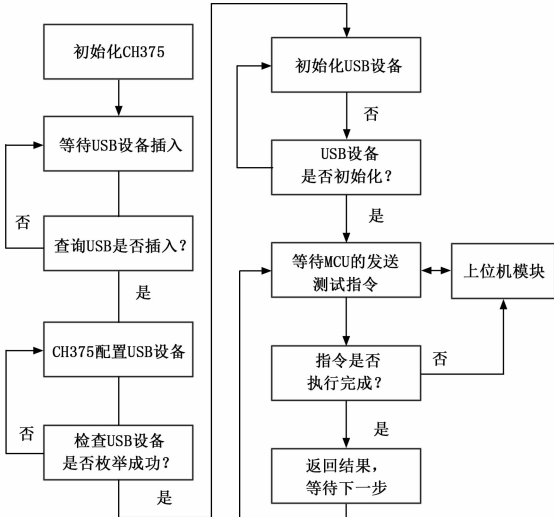 初始化CH375
等待USB设备插入
否
查询USB是否插入？
是
CH375配置USB设备
否
检查USB设备
是否枚举成功？
是
初始化USB设备
否
USB设备
是否初始化？
是
等待MCU的发送
测试指令
上位机模块
指令是否
执行完成？
否
是
返回结果，
等待下一步